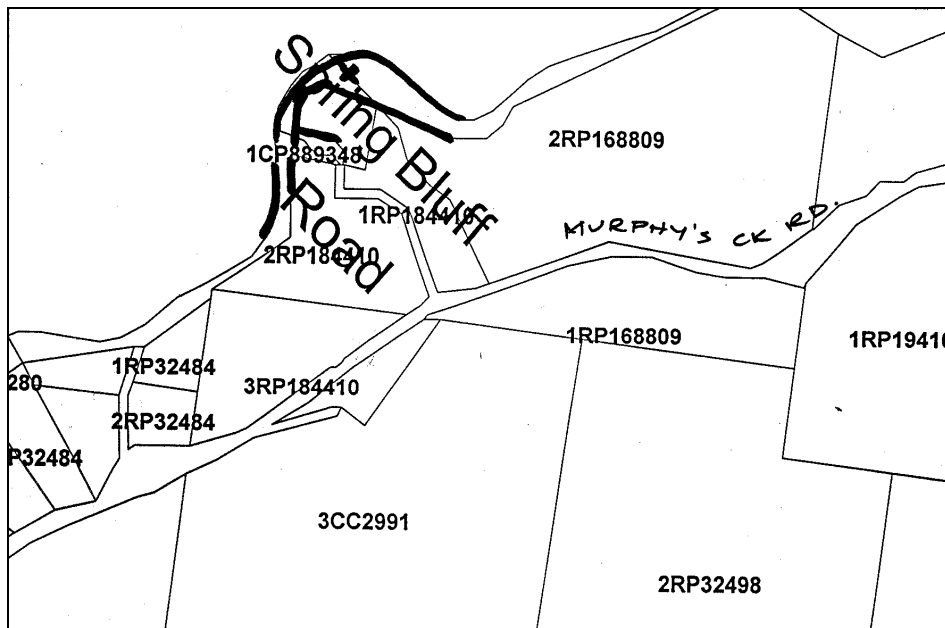 Spring Bluff
Road
2RP168809
1CP889348
1RP184410
MURPHY'S CK RD.
2RP184410
1RP168809
1RP19410
1RP32484
280
3RP184410
2RP32484
P32484
3CC2991
2RP32498